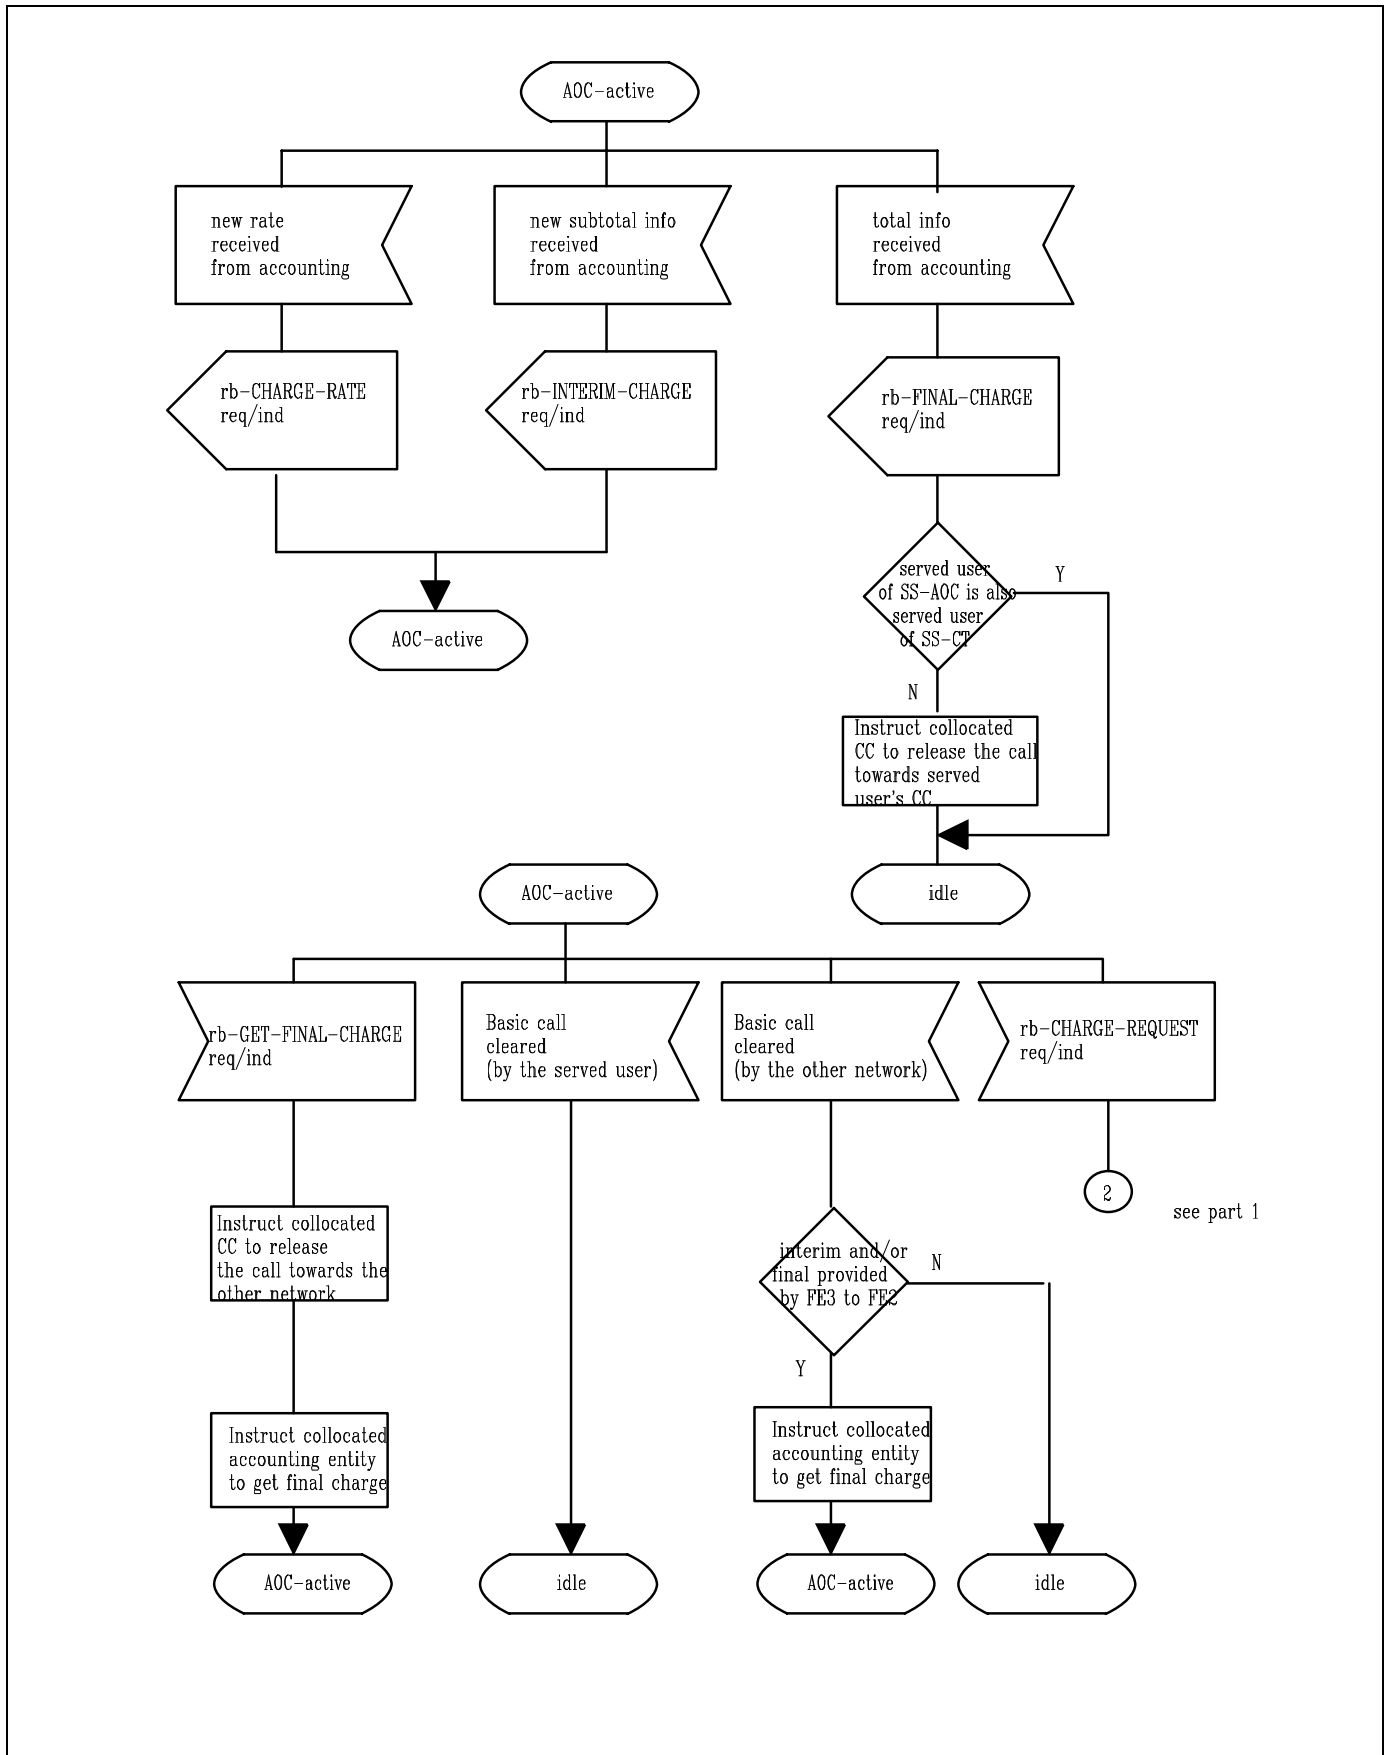 AOC-active
new rate
received
from accounting
new subtotal info
received
from accounting
total info
received
from accounting
rb-CHARGE-RATE
req/ind
rb-INTERIM-CHARGE
req/ind
rb-FINAL-CHARGE
req/ind
served user
of SS-AOC is also
served user
of SS-CT
Y
N
AOC-active
Instruct collocated
CC to release the call
towards served
user's CC
idle
AOC-active
rb-GET-FINAL-CHARGE
req/ind
Basic call
cleared
(by the served user)
Basic call
cleared
(by the other network)
rb-CHARGE-REQUEST
req/ind
2
see part 1
Instruct collocated
CC to release
the call towards the
other network
interim and/or
final provided
by FE3 to FE2
N
Y
Instruct collocated
accounting entity
to get final charge
Instruct collocated
accounting entity
to get final charge
AOC-active
idle
AOC-active
idle